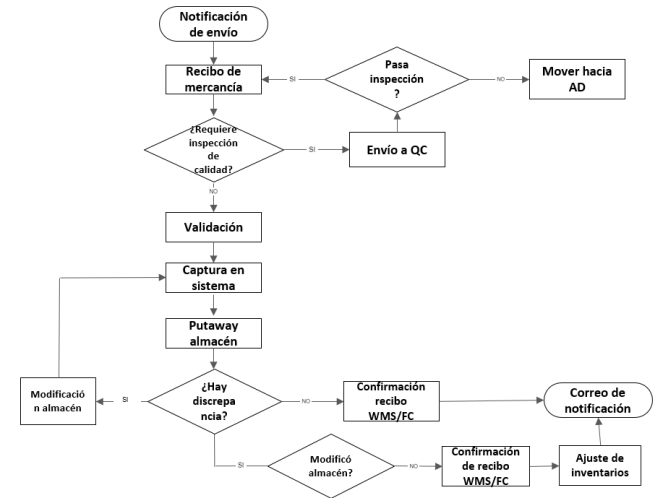 Notificación
de envío
Recibo de
mercancía
SI
Pasa
inspección
?
NO
Mover hacia
AD
¿Requiere
inspección
de
calidad?
SI
Envío a QC
NO
Validación
Captura en
sistema
Putaway
almacén
Modificació
n almacén
SI
¿Hay
discrepa
ncia?
NO
Confirmación
recibo
WMS/FC
Correo de
notificación
SI
Modificó
almacén?
NO
Confirmación
de recibo
WMS/FC
Ajuste de
inventarios